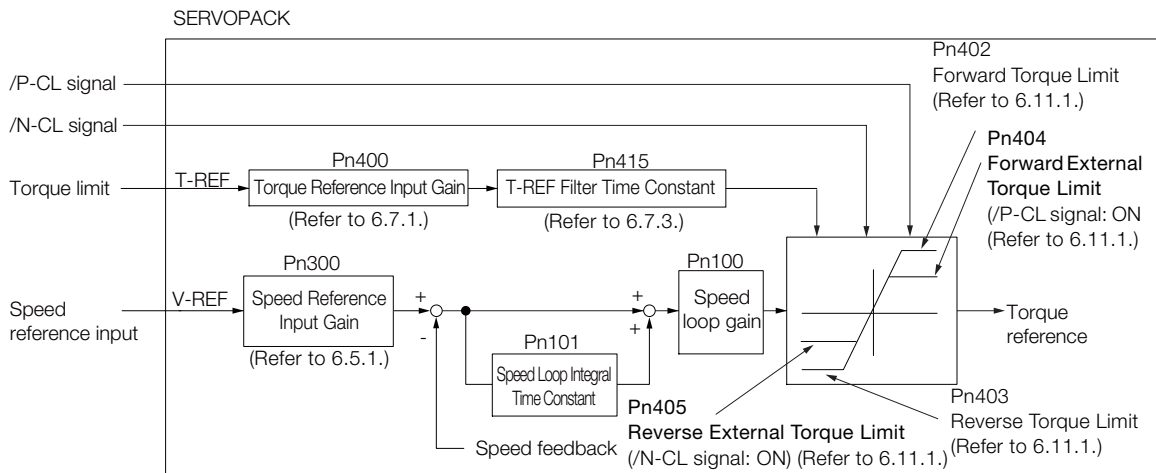 SERVOPACK
/P-CL signal
/N-CL signal
Torque limit
T-REF
Pn400
Torque Reference Input Gain
(Refer to 6.7.1.)
Pn415
T-REF Filter Time Constant
(Refer to 6.7.3.)
Pn402
Forward Torque Limit
(Refer to 6.11.1.)
Pn404
Forward External
Torque Limit
(/P-CL signal: ON
(Refer to 6.11.1.)
Speed
reference input
V-REF
Pn300
Speed Reference
Input Gain
(Refer to 6.5.1.)
+
-
Pn101
Speed Loop Integral
Time Constant
+
+
Pn100
Speed
loop gain
Torque
reference
Speed feedback
Pn405
Reverse External Torque Limit
(/N-CL signal: ON) (Refer to 6.11.1.)
Pn403
Reverse Torque Limit
(Refer to 6.11.1.)